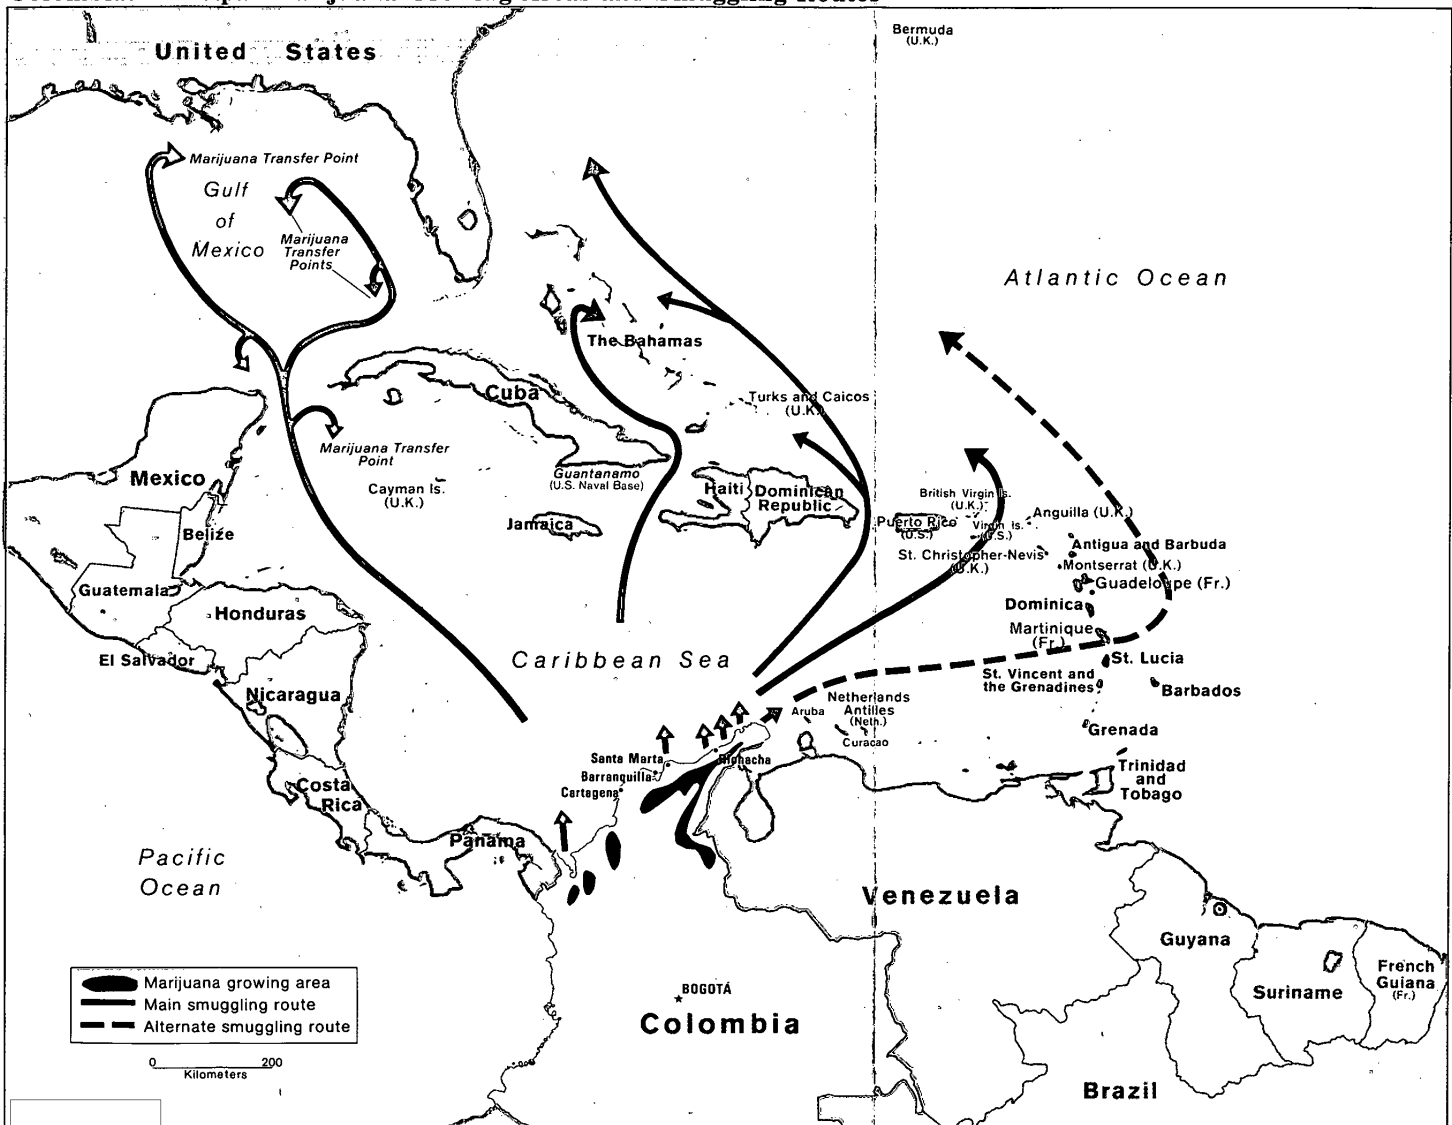 Smuggling Routes
Bermuda
(U.K.)
United States
Marijuana Transfer Point
Gulf
of
Mexico
Marijuana
Transfer
Points
Atlantic Ocean
The Bahamas
Cuba
Turks and Caicos
(U.K.)
Marijuana Transfer
Point
Mexico
Cayman Is.
(U.K.)
Guantanamo
(U.S. Naval Base)
Haiti
Dominican
Republic
British Virgin Is.
(U.K.)
Anguilla (U.K.)
Jamaica
Puerto Rico
(U.S.)
Virgin Is.
(U.S.)
Belize
Antigua and Barbuda
St. Christopher-Nevis
(U.K.)
Montserrat (U.K.)
Guatemala
Guadeloupe (Fr.)
Honduras
Dominica
Martinique
(Fr.)
El Salvador
Caribbean Sea
St. Lucia
St. Vincent and
the Grenadines
Barbados
Nicaragua
Netherlands
Antilles
(Neth.)
Aruba
Curacao
Grenada
Santa Marta
Riohacha
Barranquilla
Cartagena
Trinidad
and
Tobago
Costa
Rica
Panama
Pacific
Ocean
Venezuela
Guyana
French
Guiana
(Fr.)
Suriname
Marijuana growing area
Main smuggling route
Alternate smuggling route
BOGOTÁ
Colombia
0 200
Kilometers
Brazil